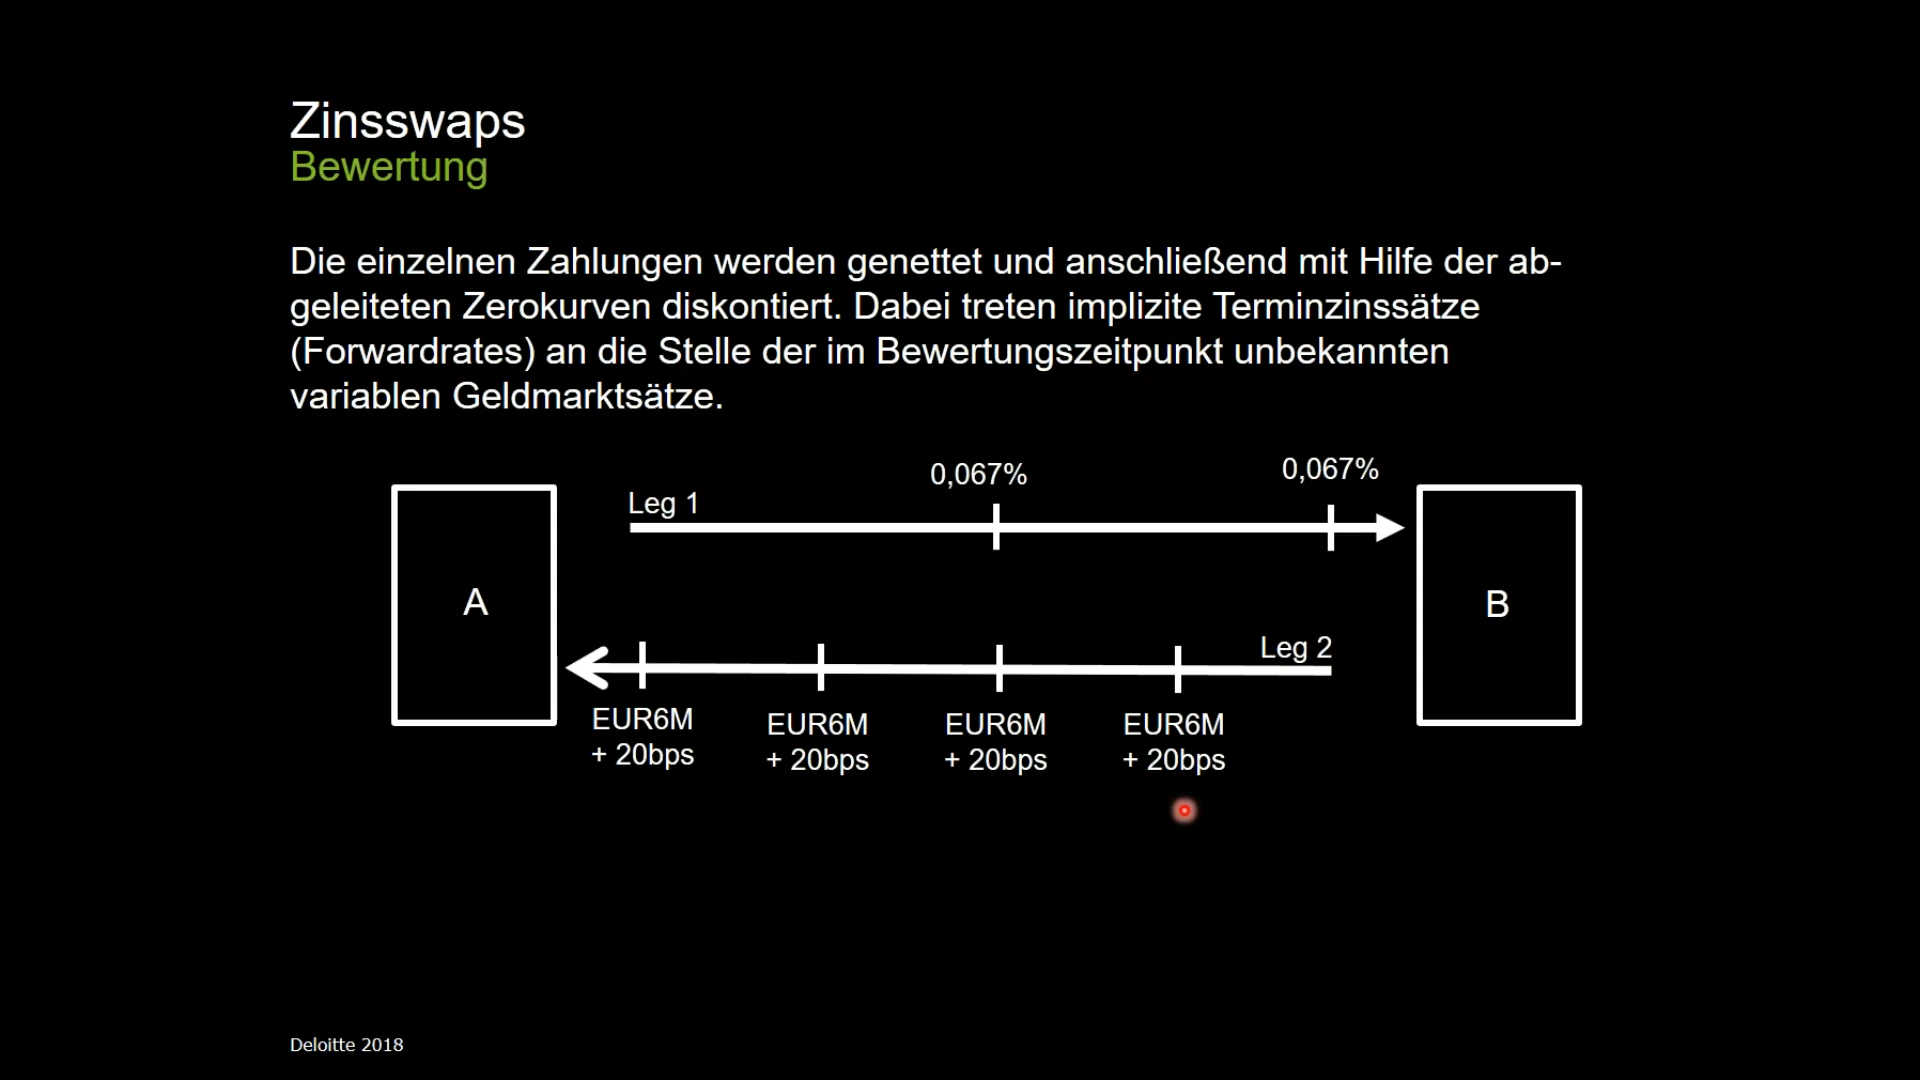 Zinsswaps
Bewertung
Die einzelnen Zahlungen werden genettet und anschließend mit Hilfe der ab-
geleiteten Zerokurven diskontiert. Dabei treten implizite Terminzinssätze
(Forwardrates) an die Stelle der im Bewertungszeitpunkt unbekannten
variablen Geldmarktsätze.
0,067%
0,067%
Leg 1
A
B
Leg 2
EUR6M
+ 20bps
EUR6M
+ 20bps
EUR6M
+ 20bps
EUR6M
+ 20bps
Deloitte 2018